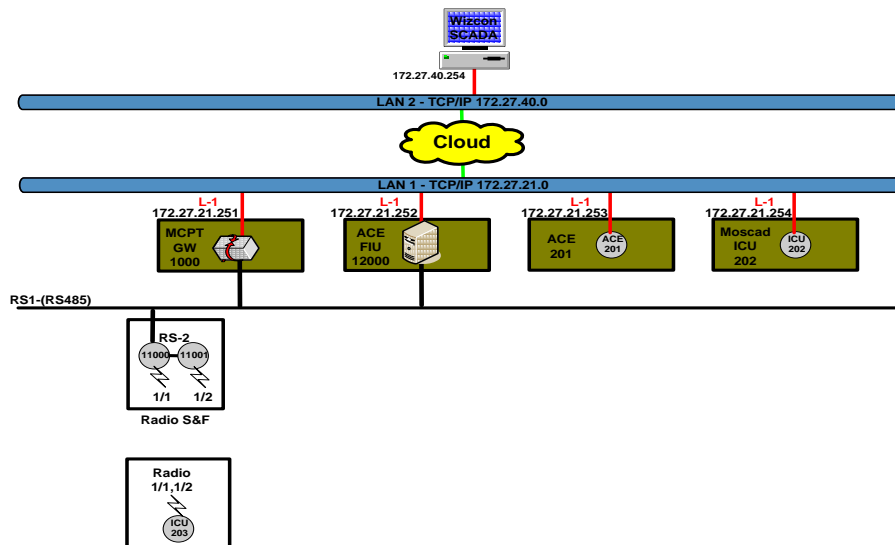 Wizcon
SCADA
172.27.40.254
LAN 2 - TCP/IP 172.27.40.0
Cloud
LAN 1 - TCP/IP 172.27.21.0
L-1
172.27.21.251
L-1
172.27.21.252
L-1
172.27.21.253
L-1
172.27.21.254
MCPT
GW
1000
ACE
FIU
12000
ACE
201
ACE
201
Moscad
ICU
202
ICU
202
RS1-(RS485)
RS-2
11000
11001
1/1
1/2
Radio S&F
Radio
1/1,1/2
ICU
203